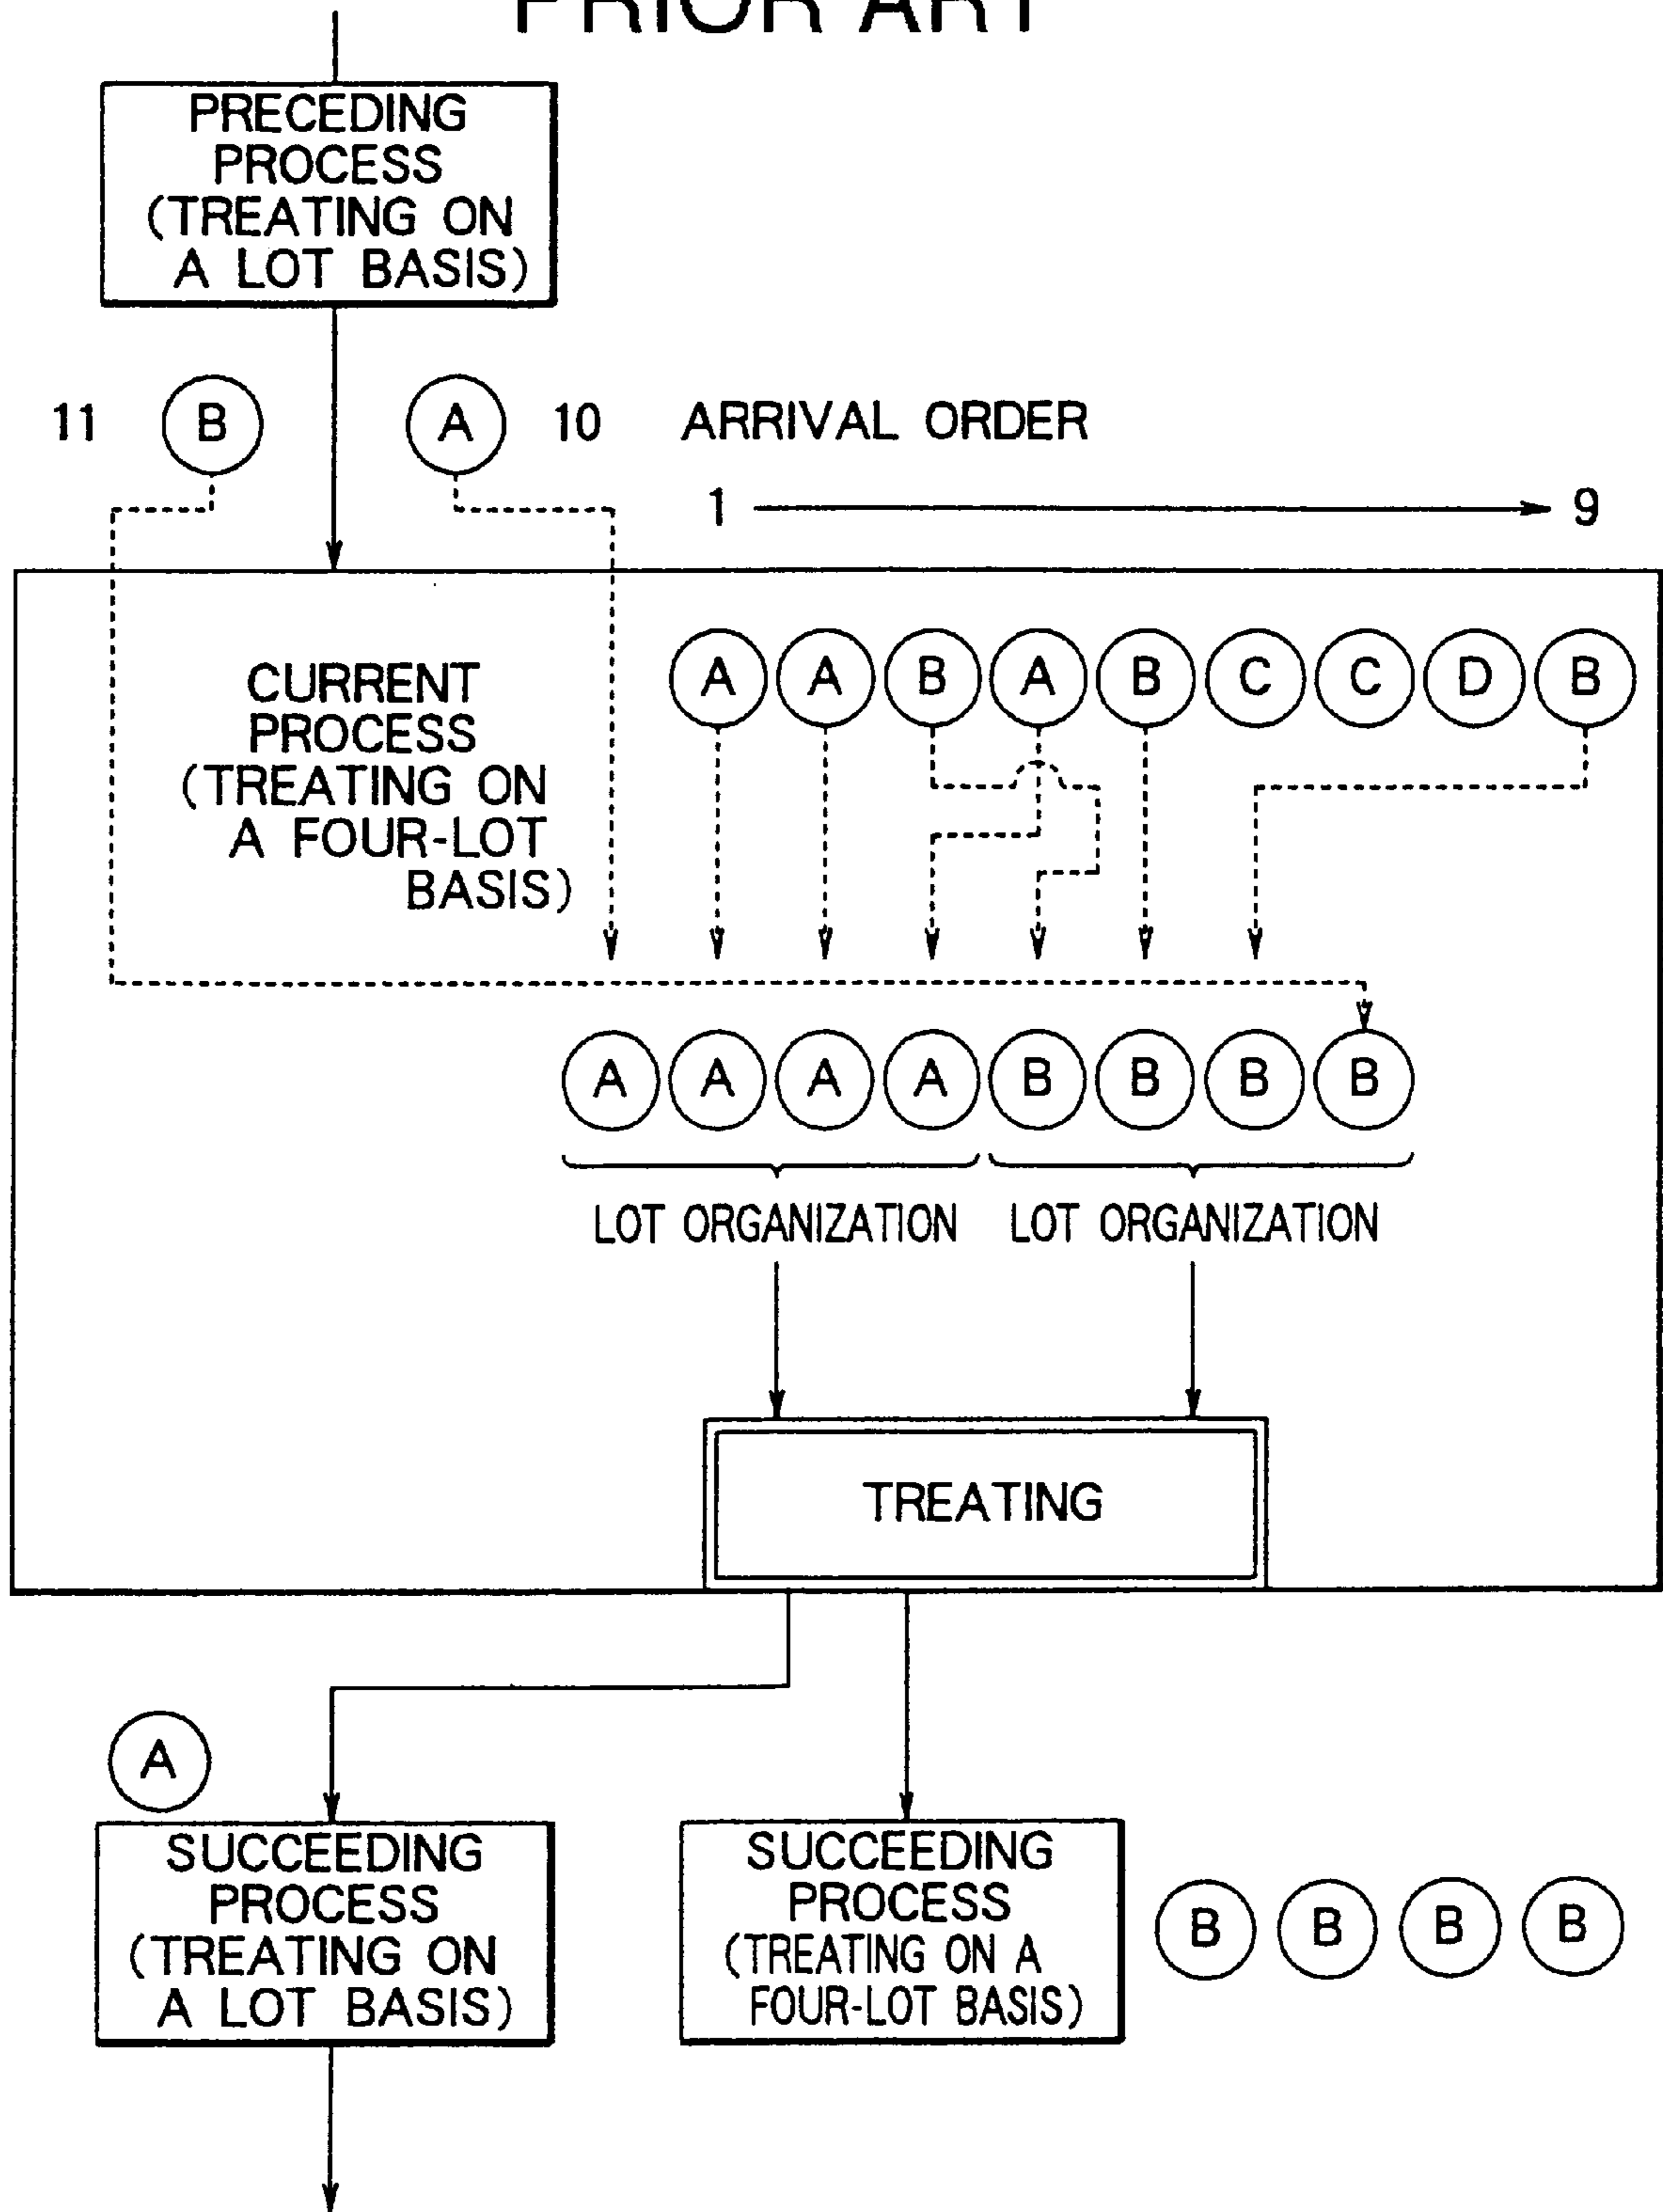 PRIOR ART
PRECEDING
PROCESS
(TREATING ON
A LOT BASIS)
11 B A 10 ARRIVAL ORDER
1 9
A A B A B C C D B
CURRENT
PROCESS
(TREATING ON
A FOUR-LOT
BASIS)
A A A A B B B B
LOT ORGANIZATION LOT ORGANIZATION
TREATING
A
SUCCEEDING
PROCESS
(TREATING ON
A LOT BASIS)
SUCCEEDING
PROCESS
(TREATING ON A
FOUR-LOT BASIS)
B B B B